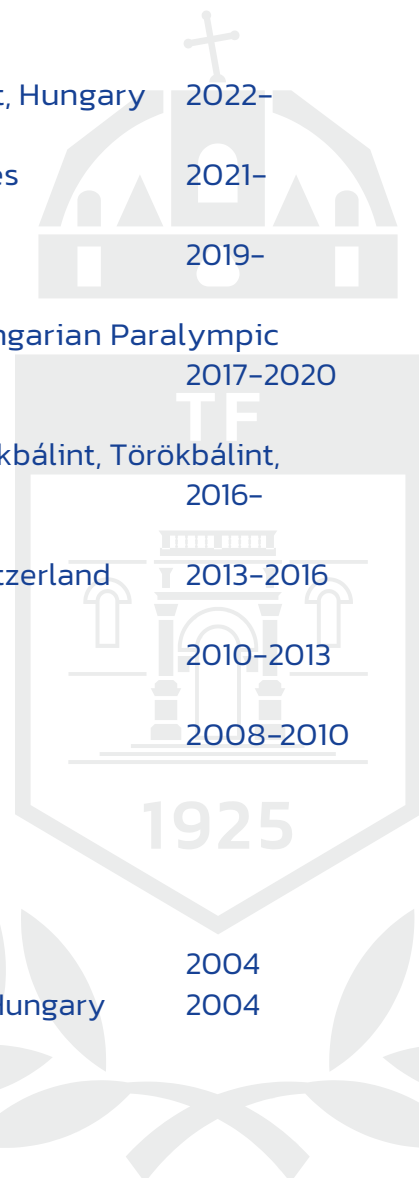 t, Hungary 2022-
es 2021-
2019-
ngarian Paralympic
2017-2020
TF
kbálint, Törökbálint,
2016-
tzerland 2013-2016
2010-2013
2008-2010
1925
2004
Hungary 2004